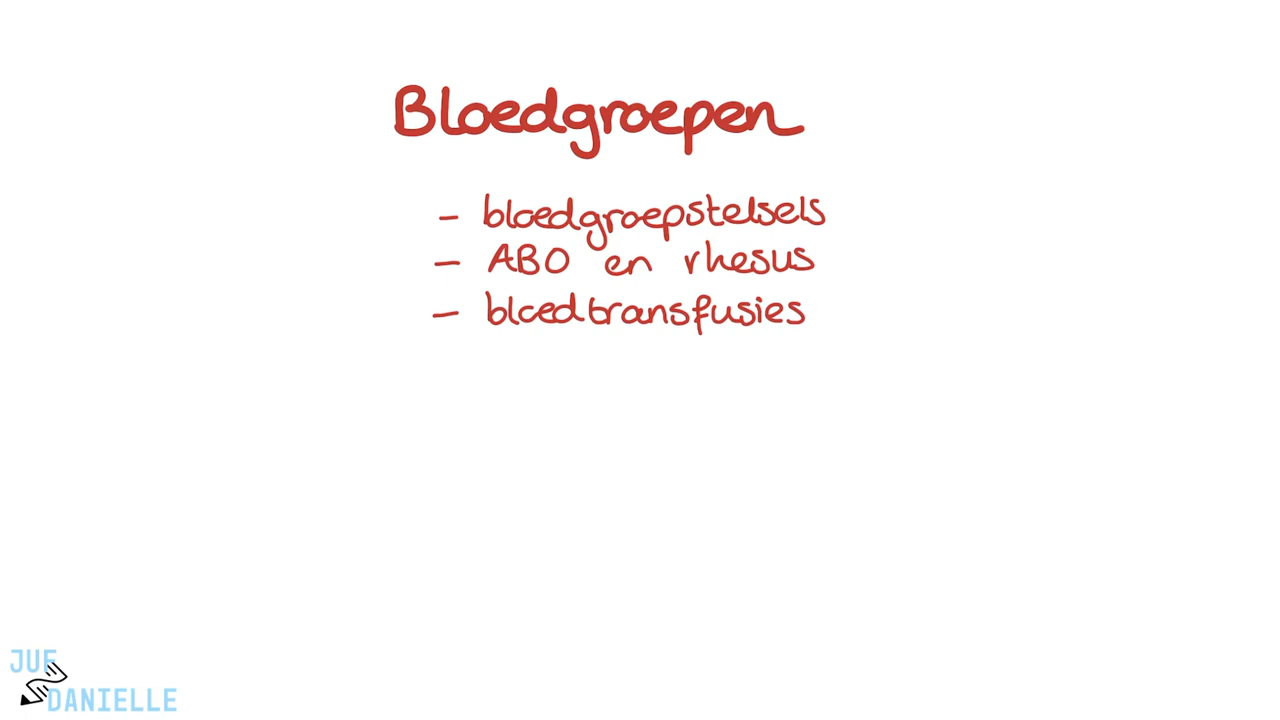 Bloedgroepen
- bloedgroepstelsels
- ABO en rhesus
- bloedtransfusies
JUF
DANIELLE